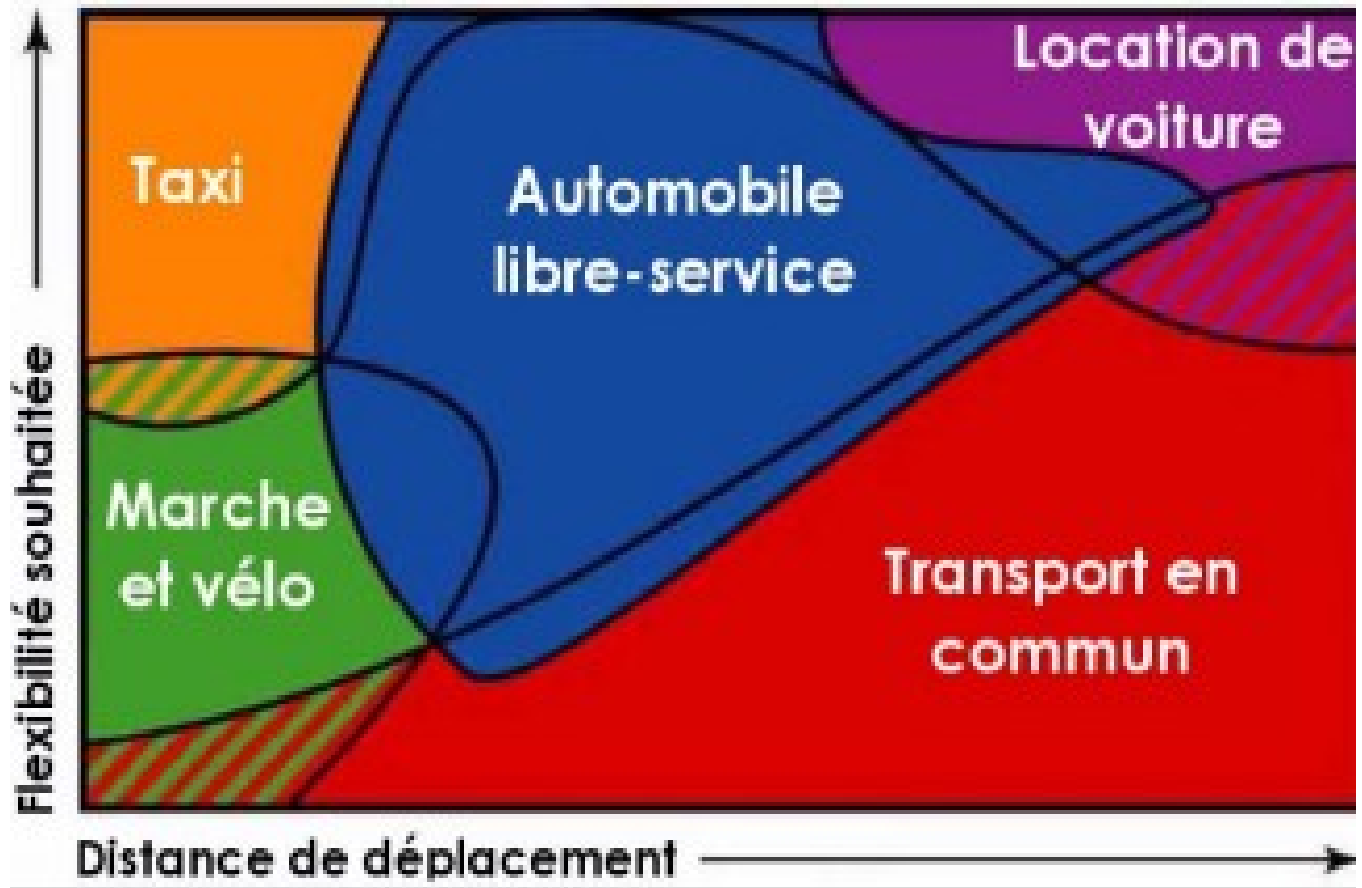 Location de
voiture
Taxi
Automobile
libre-service
Marche
et vélo
Transport en
commun
Flexibilité souhaitée
Distance de déplacement